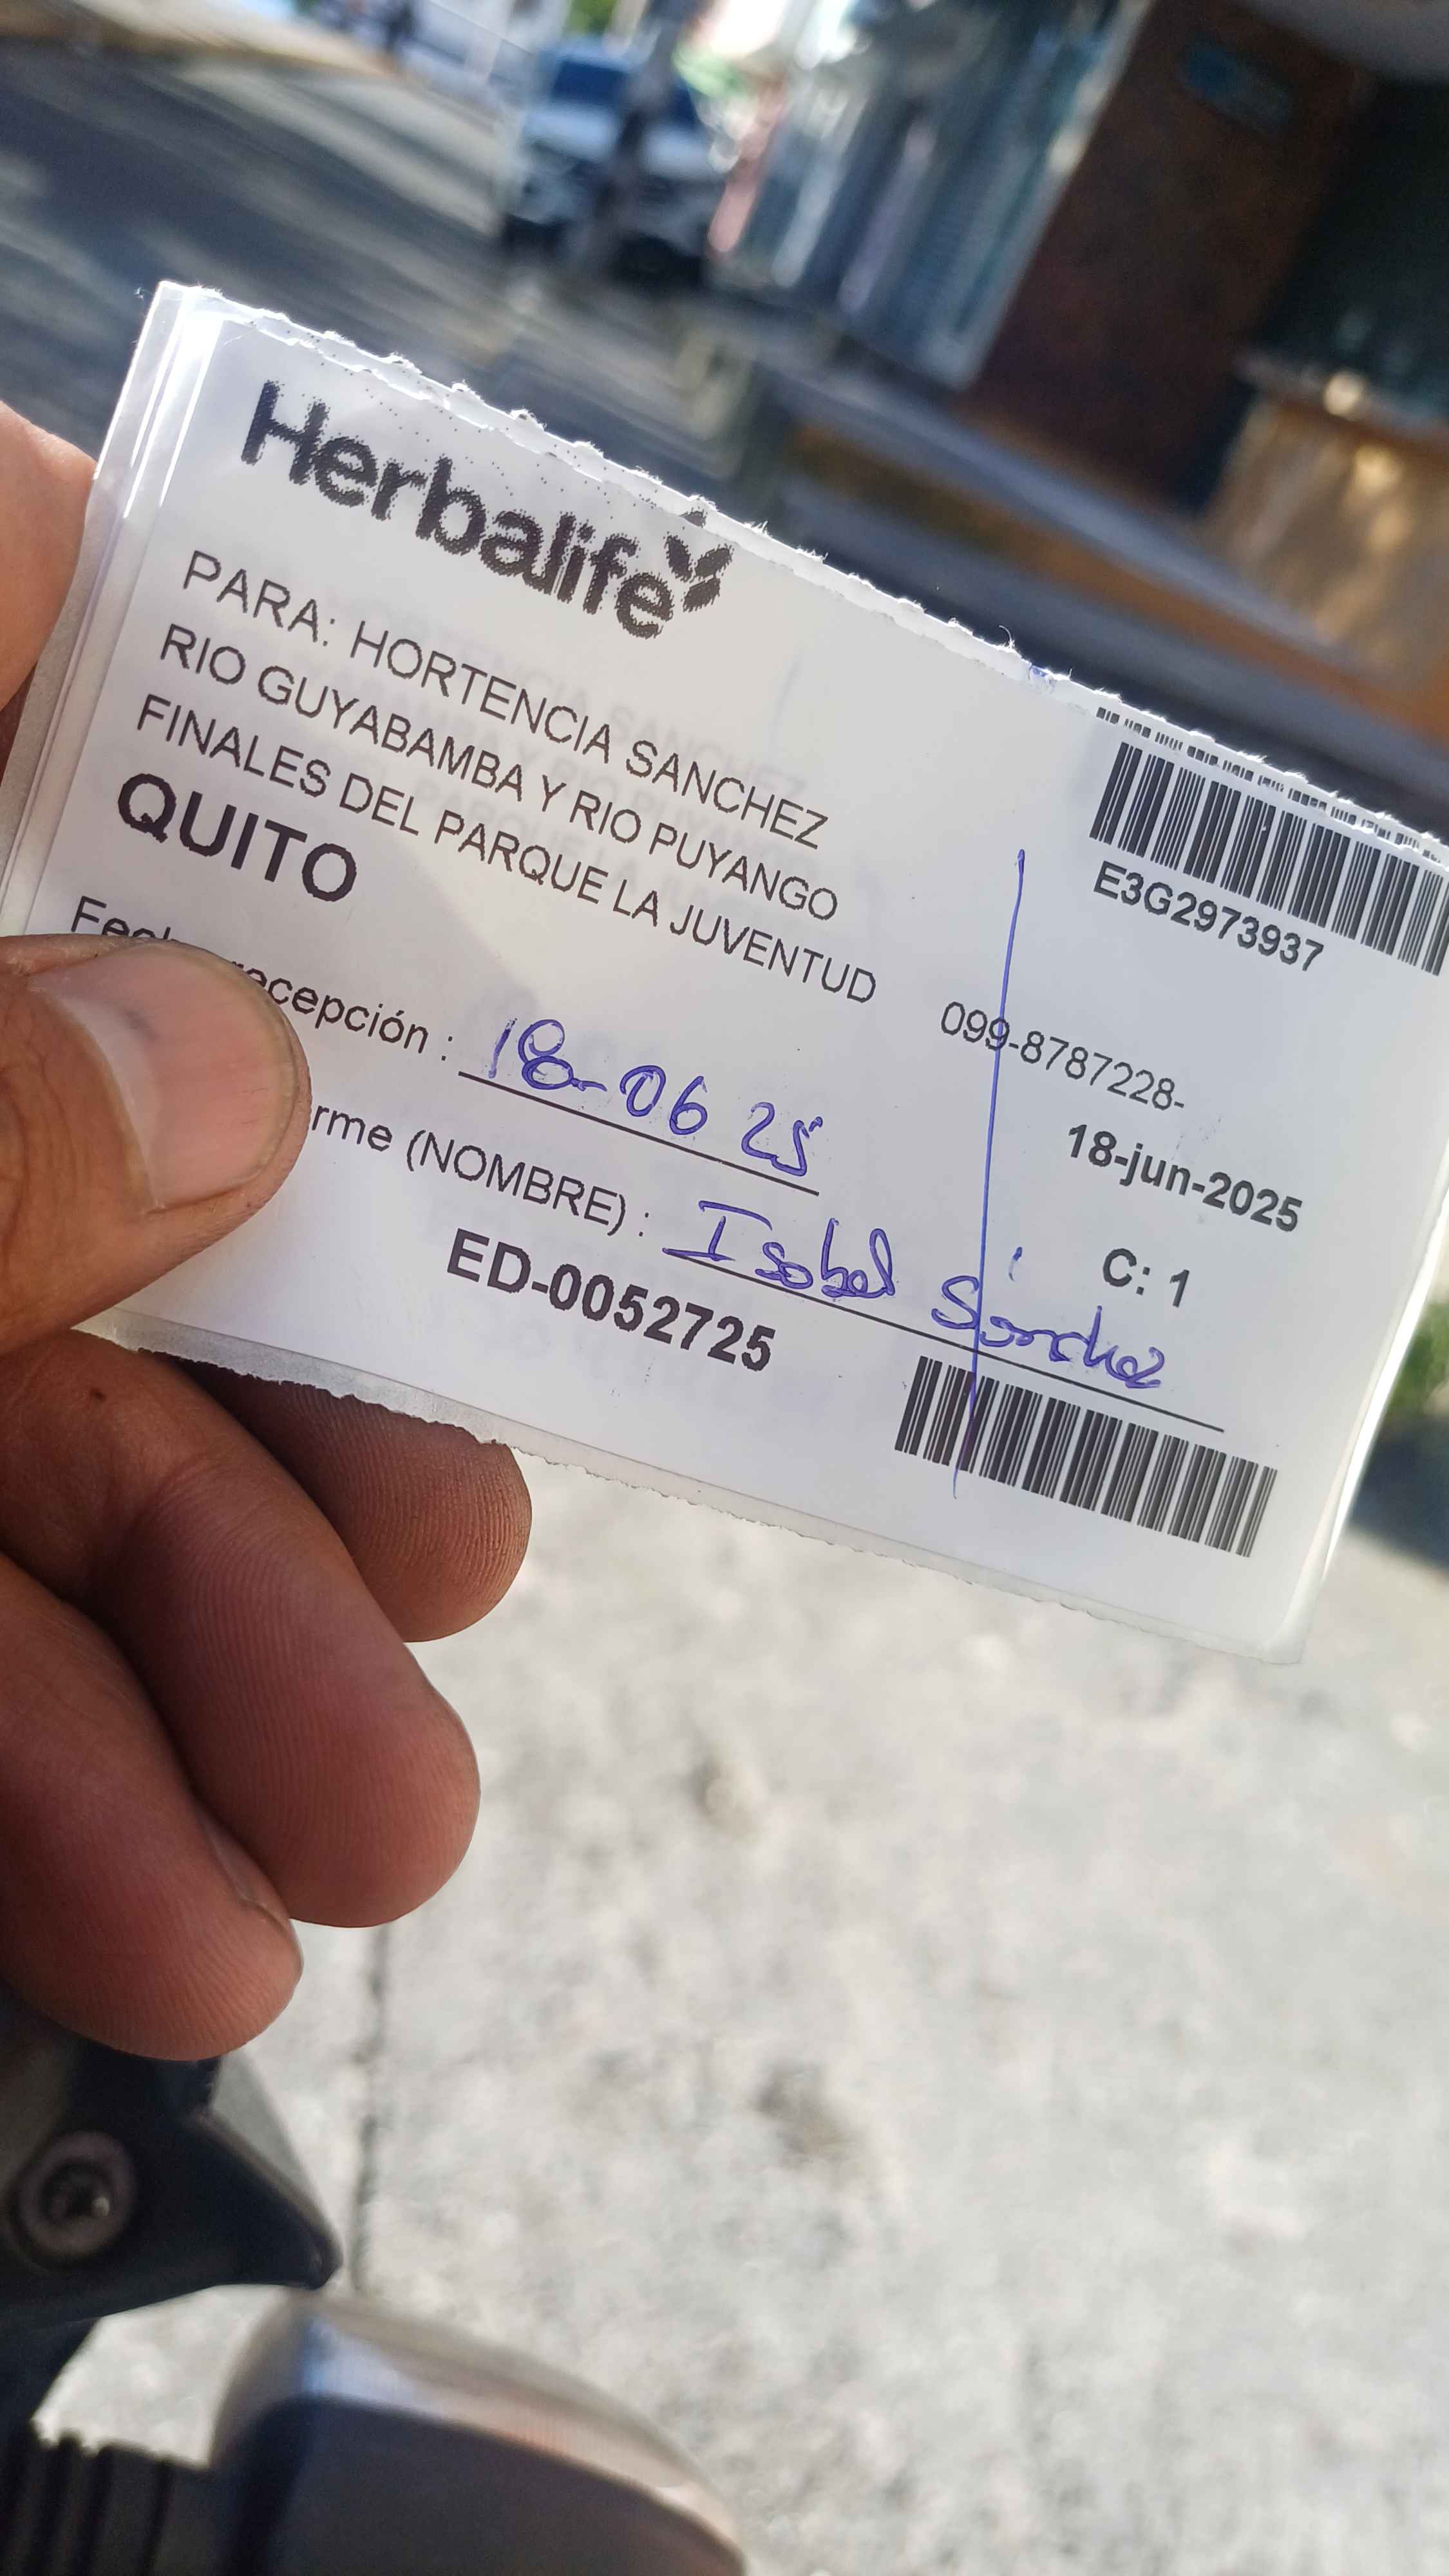 Herbalife
PARA: HORTENCIA SANCHEZ
RIO GUYABAMBA Y RIO PUYANGO
FINALES DEL PARQUE LA JUVENTUD
QUITO
E3G2973937
099-8787228-
18-jun-2025
C: 1
recepción : 18-06 25
(NOMBRE) : Isabel Sánchez
ED-0052725